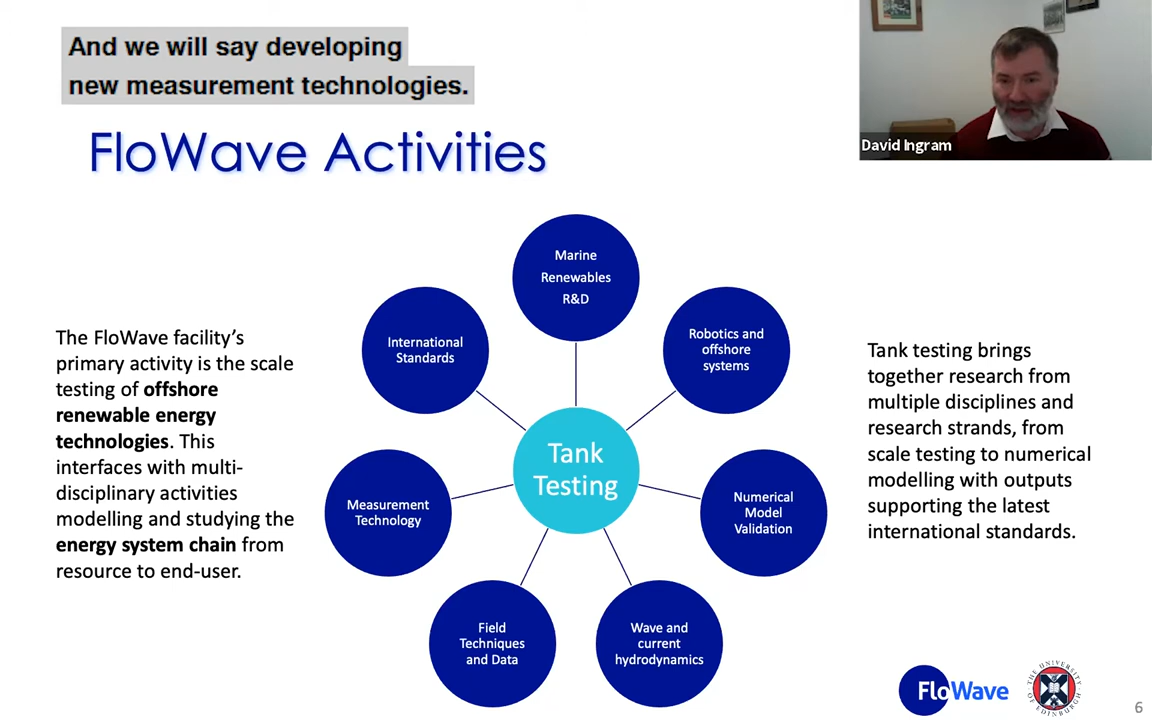 And we will say developing
new measurement technologies.
David Ingram
FloWave Activities
The FloWave facility's
primary activity is the scale
testing of offshore
renewable energy
technologies. This
interfaces with multi-
disciplinary activities
modelling and studying the
energy system chain from
resource to end-user.
Marine
Renewables
R&D
Robotics and
offshore
systems
Numerical
Model
Validation
Wave and
current
hydrodynamics
Field
Techniques
and Data
Measurement
Technology
International
Standards
Tank
Testing
Tank testing brings
together research from
multiple disciplines and
research strands, from
scale testing to numerical
modelling with outputs
supporting the latest
international standards.
FloWave
THE UNIVERSITY
OF EDINBURGH
6